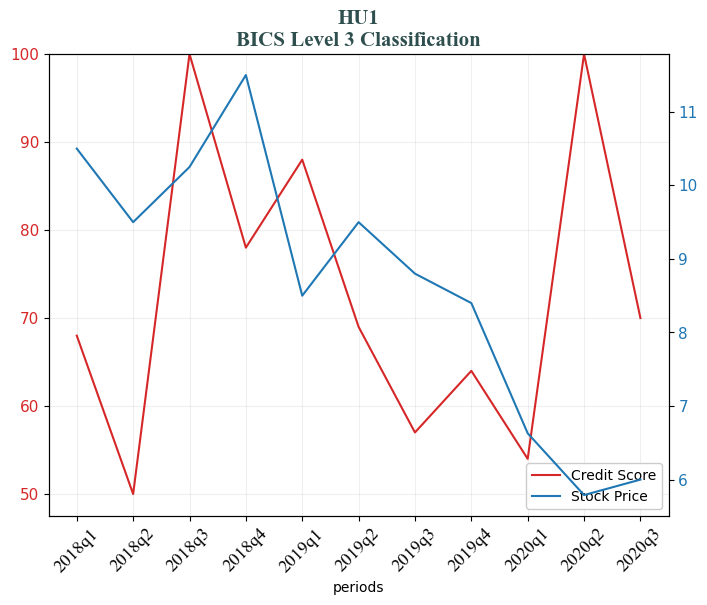 HU1
BICS Level 3 Classification
100
90
80
70
60
50
11
10
9
8
7
6
Credit Score
Stock Price
2018q1
2018q2
2018q3
2018q4
2019q1
2019q2
2019q3
2019q4
2020q1
2020q2
2020q3
periods